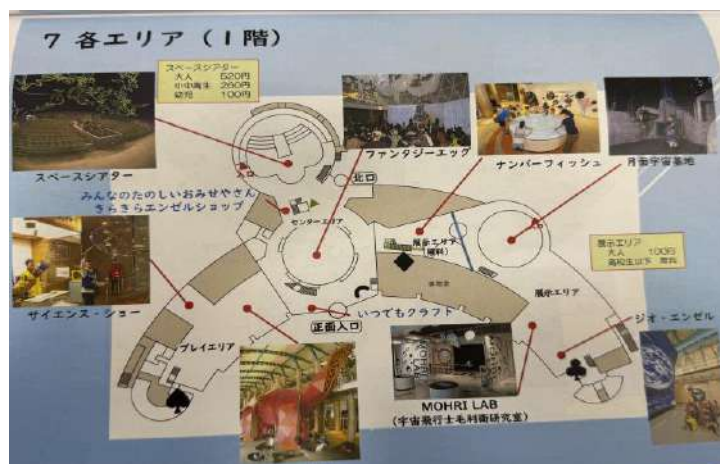 7 各エリア (1階)
スペースシアター
大人 520円
小中高生 260円
幼児 100円
スペースシアター
ファンタジーエッグ
ナンバーフィッシュ
月面宇宙基地
入口
北口
みんなのたのしいおみせやさん
きらきらエンゼルショップ
センターエリア
展示エリア
(無料)
展示エリア
大人 100円
高校生以下 無料
サイエンス・ショー
いつでもクラフト
正面入口
展示エリア
プレイエリア
ジオ・エンゼル
MOHRI LAB
(宇宙飛行士毛利衛研究室)